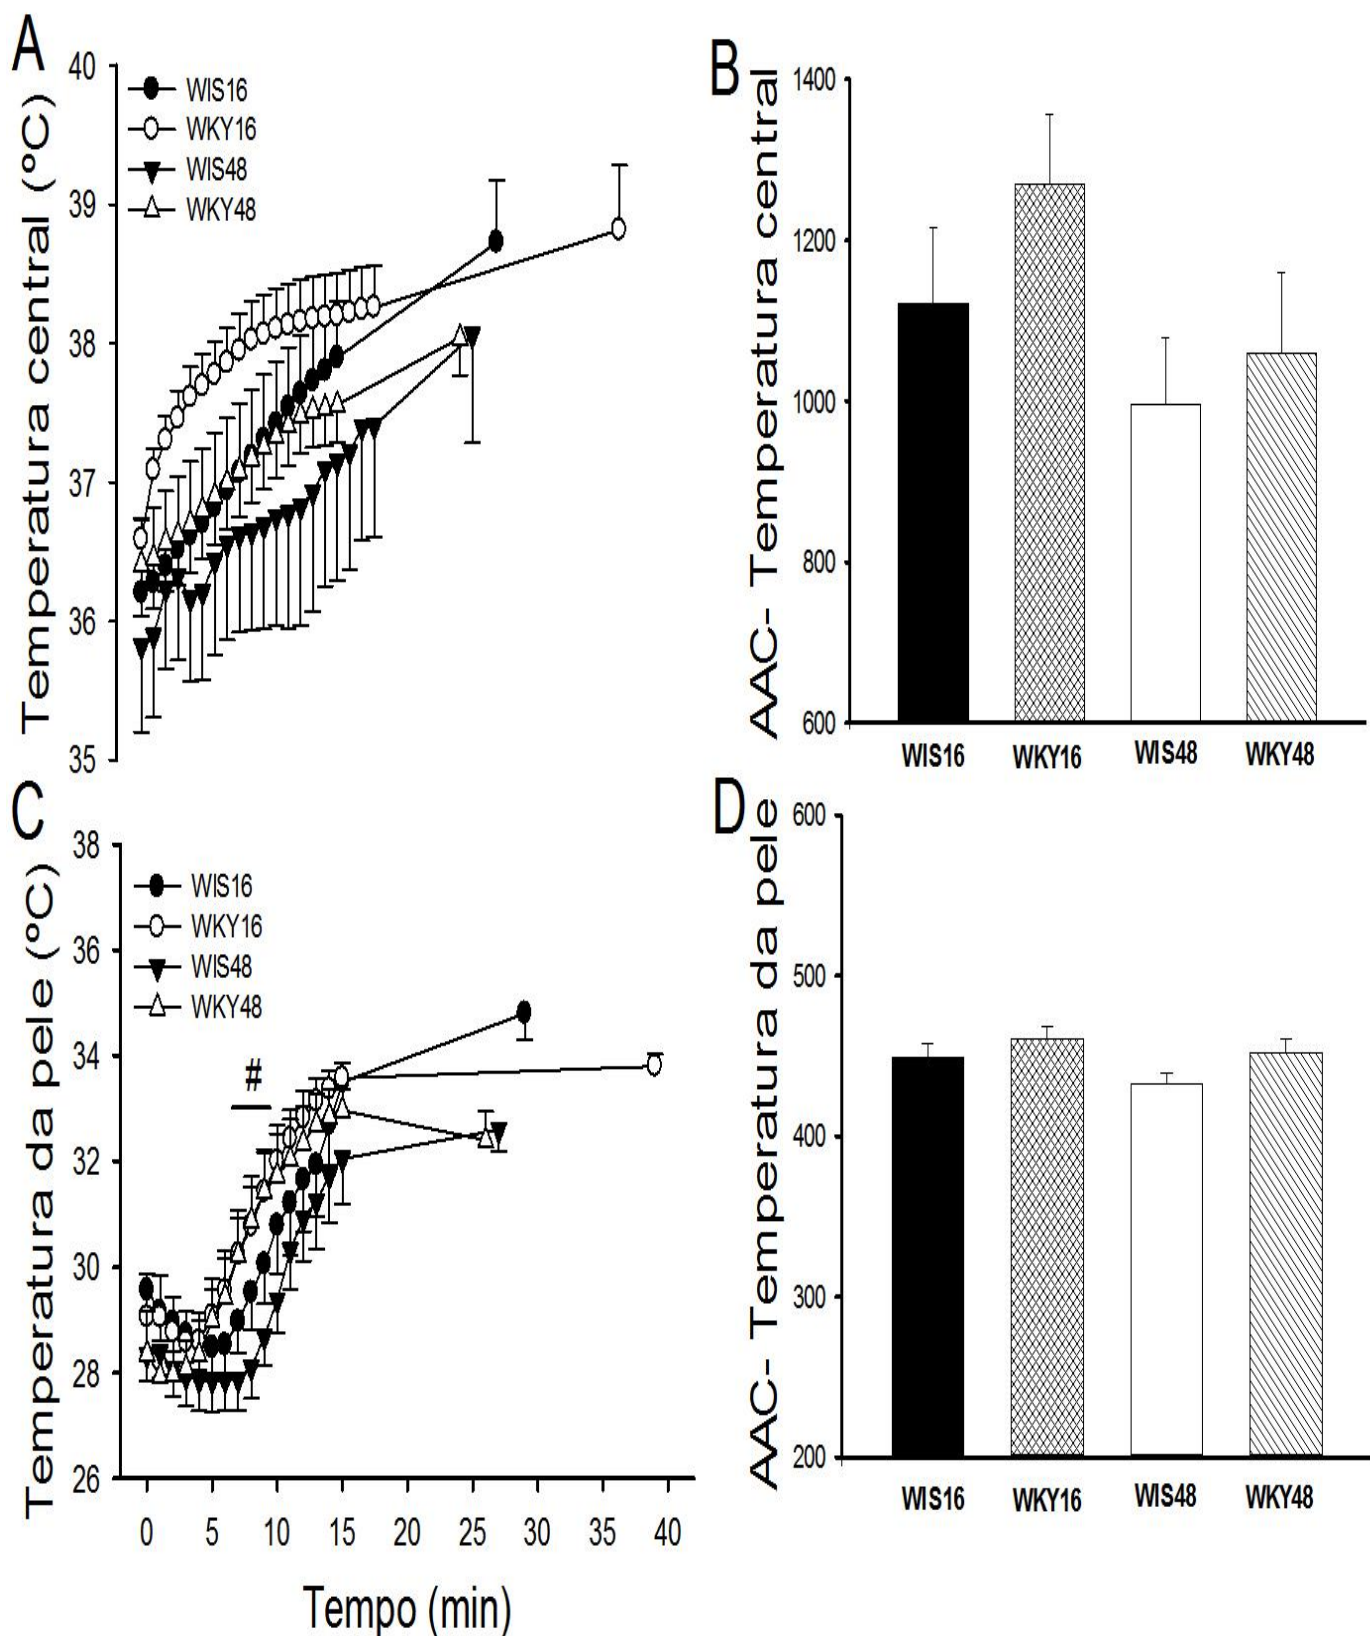 A
Temperatura central (ºC)
40
39
38
37
36
35
WIS16
WKY16
WIS48
WKY48
B
AAC- Temperatura central
1400
1200
1000
800
600
WIS16 WKY16 WIS48 WKY48
C
Temperatura da pele (ºC)
38
36
34
32
30
28
26
WIS16
WKY16
WIS48
WKY48
#
0 5 10 15 20 25 30 35 40
Tempo (min)
D
AAC- Temperatura da pele
600
500
400
300
200
WIS16 WKY16 WIS48 WKY48